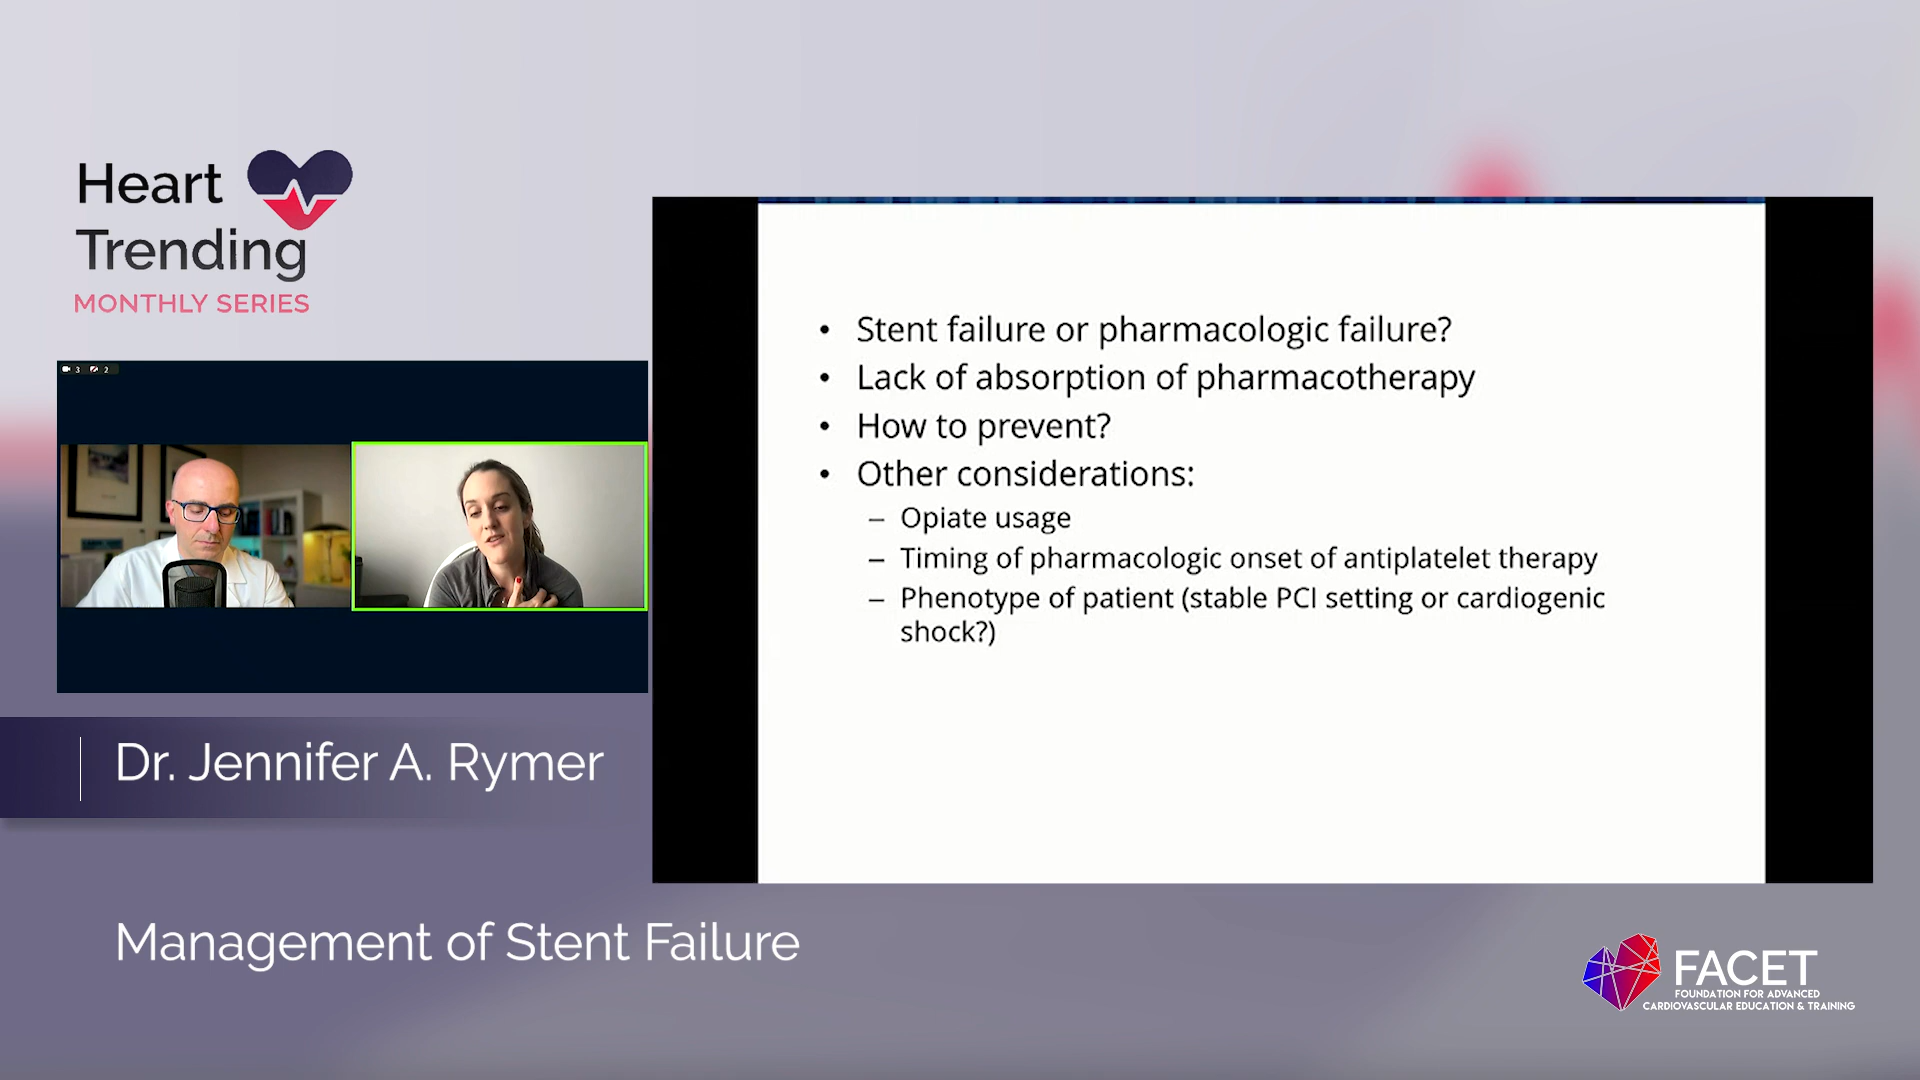 Heart
Trending
MONTHLY SERIES
3 2
• Stent failure or pharmacologic failure?
• Lack of absorption of pharmacotherapy
• How to prevent?
• Other considerations:
– Opiate usage
– Timing of pharmacologic onset of antiplatelet therapy
– Phenotype of patient (stable PCI setting or cardiogenic
shock?)
Dr. Jennifer A. Rymer
Management of Stent Failure
FACET
FOUNDATION FOR ADVANCED
CARDIOVASCULAR EDUCATION & TRAINING